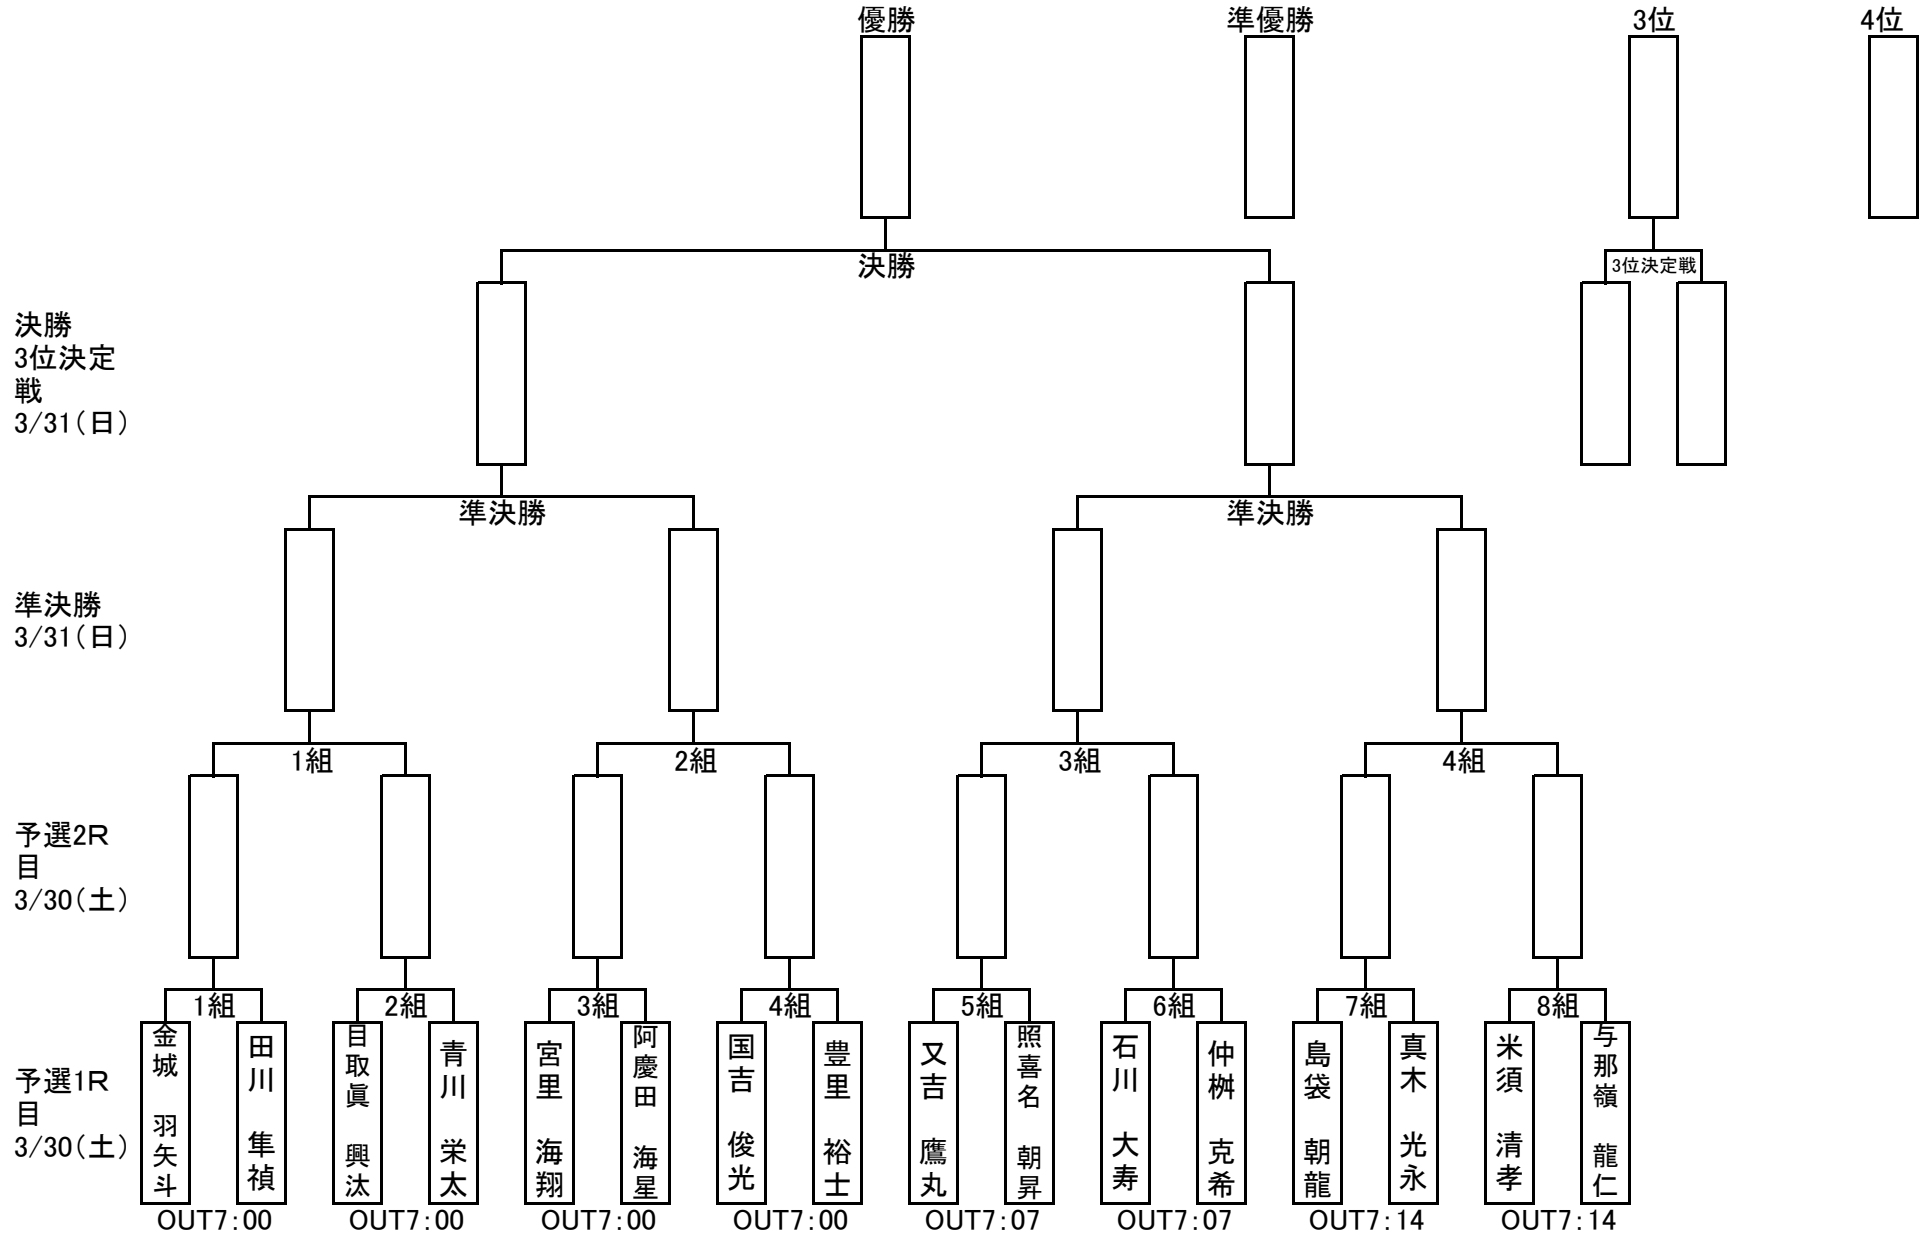 優勝
準優勝
3位
4位
決勝
3位決定戦
決勝
3位決定
戦
3/31(日)
準決勝
準決勝
準決勝
3/31(日)
1組
2組
3組
4組
予選2R
目
3/30(土)
1組
2組
3組
4組
5組
6組
7組
8組
予選1R
目
3/30(土)
金城 羽矢斗
田川 隼禎
目取眞 興汰
青川 栄太
宮里 海翔
阿慶田 海星
国吉 俊光
豊里 裕士
又吉 鷹丸
照喜名 朝昇
石川 大寿
仲桝 克希
島袋 朝龍
真木 光永
米須 清孝
与那嶺 龍仁
OUT7:00
OUT7:00
OUT7:00
OUT7:00
OUT7:07
OUT7:07
OUT7:14
OUT7:14